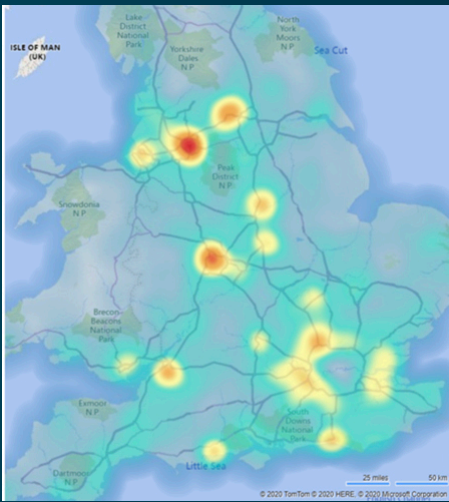 Lake
District
National
Park
North
York
Moors
N P
Sea Cut
ISLE OF MAN
(UK)
Yorkshire
Dales
N.P
Peak
District
N P
Snowdonia
N P
Brecon
Beacons
National
Park
Exmoor
N P
South
Downs
National
Park
Dartmoor
N P
Little Sea
25 miles
50 km
© 2020 TomTom © 2020 HERE, © 2020 Microsoft Corporation